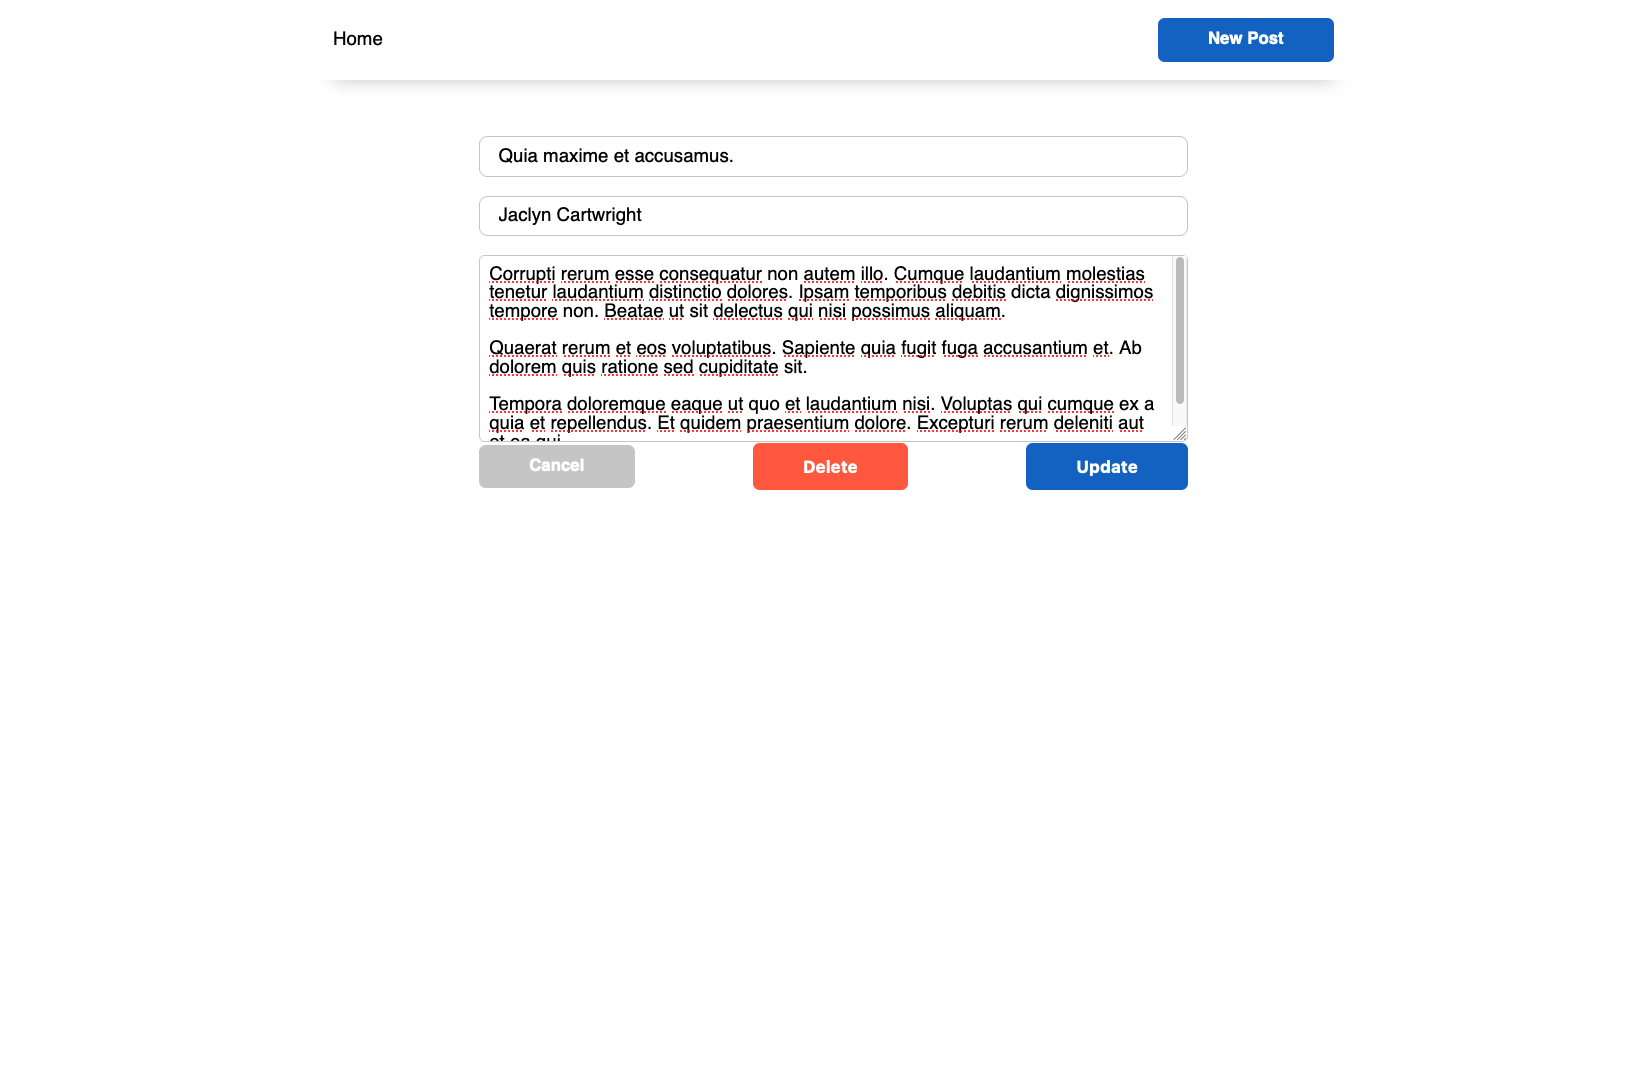 Home
New Post
Quia maxime et accusamus.
Jaclyn Cartwright
Corrupti rerum esse consequatur non autem illo. Cumque laudantium molestias
tenetur laudantium distinctio dolores. Ipsam temporibus debitis dicta dignissimos
tempore non. Beatae ut sit delectus qui nisi possimus aliquam.
Quaerat rerum et eos voluptatibus. Sapiente quia fugit fuga accusantium et. Ab
dolorem quis ratione sed cupiditate sit.
Tempora doloremque eaque ut quo et laudantium nisi. Voluptas qui cumque ex a
quia et repellendus. Et quidem praesentium dolore. Excepturi rerum deleniti aut
Cancel
Delete
Update